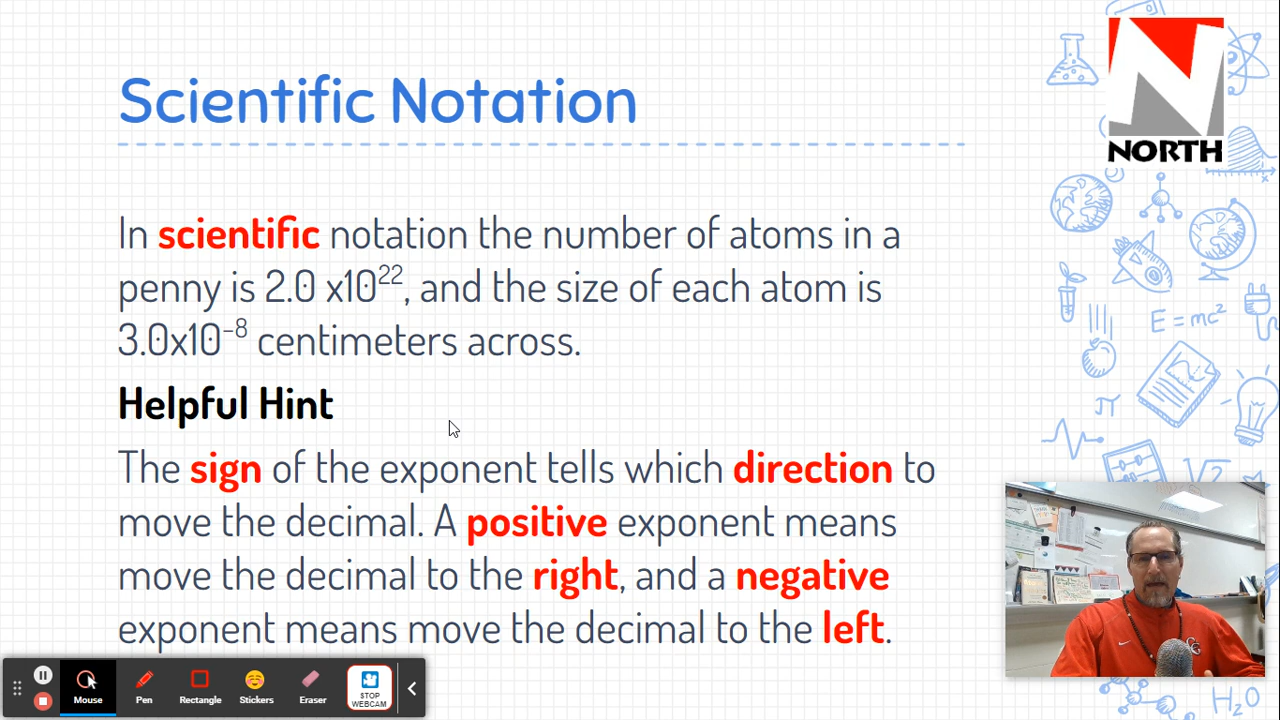 Scientific Notation
NORTH
In scientific notation the number of atoms in a
penny is 2.0 x10²², and the size of each atom is
3.0x10⁻⁸ centimeters across.
E=mc²
π
Helpful Hint
The sign of the exponent tells which direction to
move the decimal. A positive exponent means
move the decimal to the right, and a negative
exponent means move the decimal to the left.
√2
H₂O
Mouse
Pen
Rectangle
Stickers
Eraser
STOP
WEBCAM